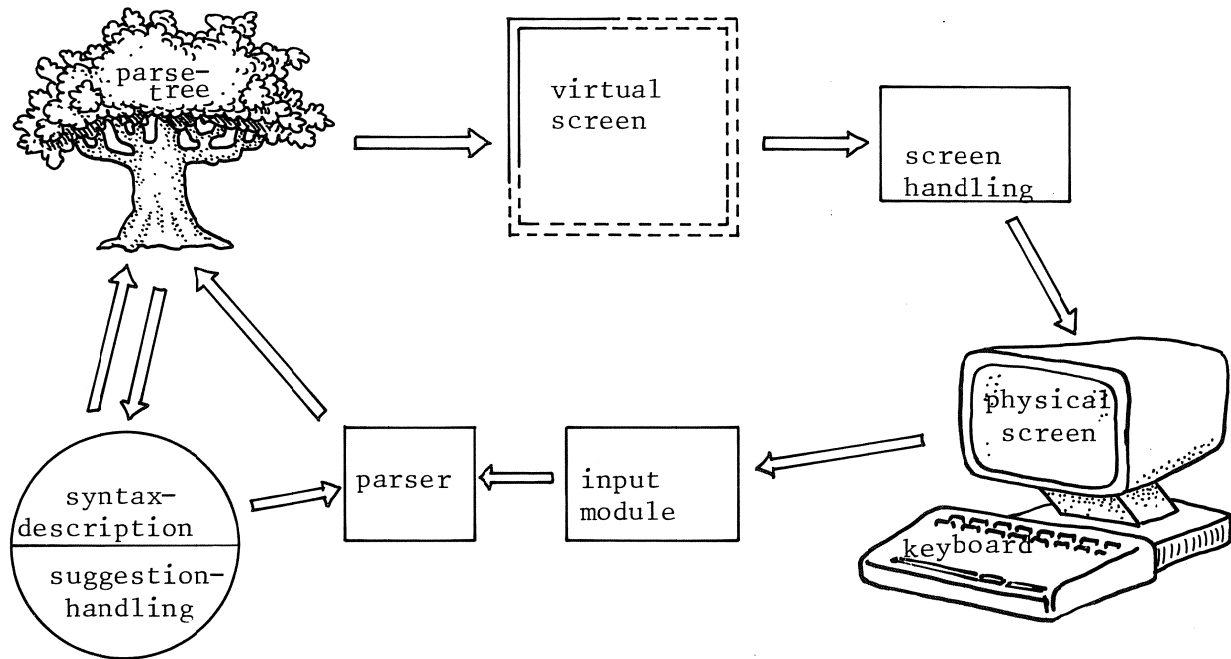 parse-
tree
virtual
screen
screen
handling
physical
screen
keyboard
input
module
parser
syntax-
description
suggestion-
handling